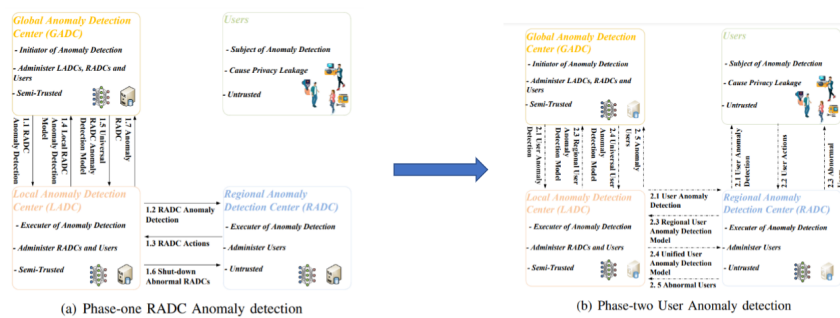 Global Anomaly Detection
Center (GADC)
- Initiator of Anomaly Detection
- Administer LADCs, RADCs and
Users
- Semi-Trusted
Users
- Subject of Anomaly Detection
- Cause Privacy Leakage
- Untrusted
1.1 RADC
Anomaly Detection
1.4 Local RADC
Anomaly Detection
Model
1.5 Universal
RADC Anomaly
Detection Model
1.7 Anomaly
RADC
Local Anomaly Detection
Center (LADC)
- Executer of Anomaly Detection
- Administer RADCs and Users
- Semi-Trusted
1.2 RADC Anomaly
Detection
1.3 RADC Actions
1.6 Shut-down
Abnormal RADCs
Regional Anomaly
Detection Center (RADC)
- Executer of Anomaly Detection
- Administer Users
- Untrusted
(a) Phase-one RADC Anomaly detection
Global Anomaly Detection
Center (GADC)
- Initiator of Anomaly Detection
- Administer LADCs, RADCs and
Users
- Semi-Trusted
Users
- Subject of Anomaly Detection
- Cause Privacy Leakage
- Untrusted
2.1 User Anomaly
Detection
2.3 Regional User
Anomaly
Detection Model
2.4 Universal User
Anomaly
Detection Model
2. 5 Anomaly
Users
2.1 User Anomaly
Detection
2.2 User Action
Local Anomaly Detection
Center (LADC)
- Executer of Anomaly Detection
- Administer RADCs and Users
- Semi-Trusted
2.1 User Anomaly
Detection
2.3 Regional User
Anomaly Detection
Model
2.4 Unified User
Anomaly Detection
Model
2. 5 Abnormal Users
Regional Anomaly
Detection Center (RADC)
- Executer of Anomaly Detection
- Administer Users
- Untrusted
(b) Phase-two User Anomaly detection